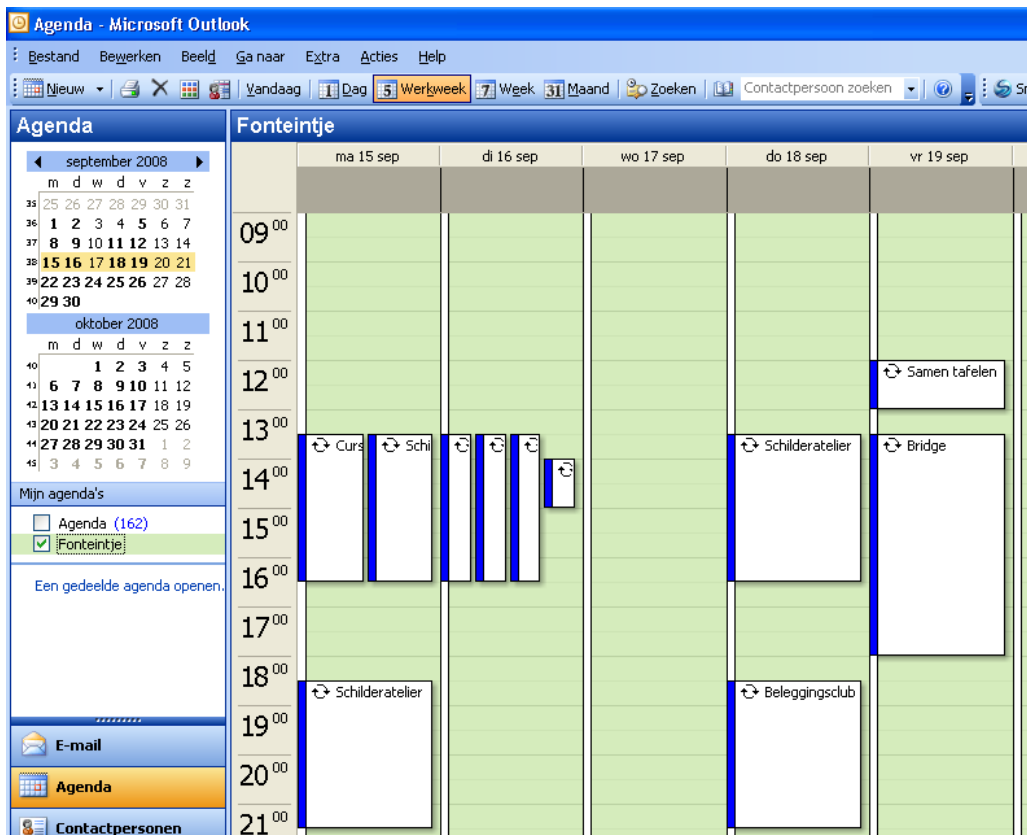 Agenda - Microsoft Outlook
Bestand Bewerken Beeld Ga naar Extra Acties Help
Nieuw Vandaag 1 Dag 5 Werkweek 7 Week 31 Maand Zoeken Contactpersoon zoeken
Agenda
Fonteintje
september 2008
m d w d v z z
35 25 26 27 28 29 30 31
36 1 2 3 4 5 6 7
37 8 9 10 11 12 13 14
38 15 16 17 18 19 20 21
39 22 23 24 25 26 27 28
40 29 30
oktober 2008
m d w d v z z
40 1 2 3 4 5
41 6 7 8 9 10 11 12
42 13 14 15 16 17 18 19
43 20 21 22 23 24 25 26
44 27 28 29 30 31 1 2
45 3 4 5 6 7 8 9
Mijn agenda's
Agenda (162)
Fonteintje
Een gedeelde agenda openen.
E-mail
Agenda
Contactpersonen
ma 15 sep di 16 sep wo 17 sep do 18 sep vr 19 sep
09 00
10 00
11 00
12 00 Samen tafelen
13 00
Curs Schi Schilderatelier Bridge
14 00
15 00
16 00
17 00
18 00
Schilderatelier Beleggingsclub
19 00
20 00
21 00